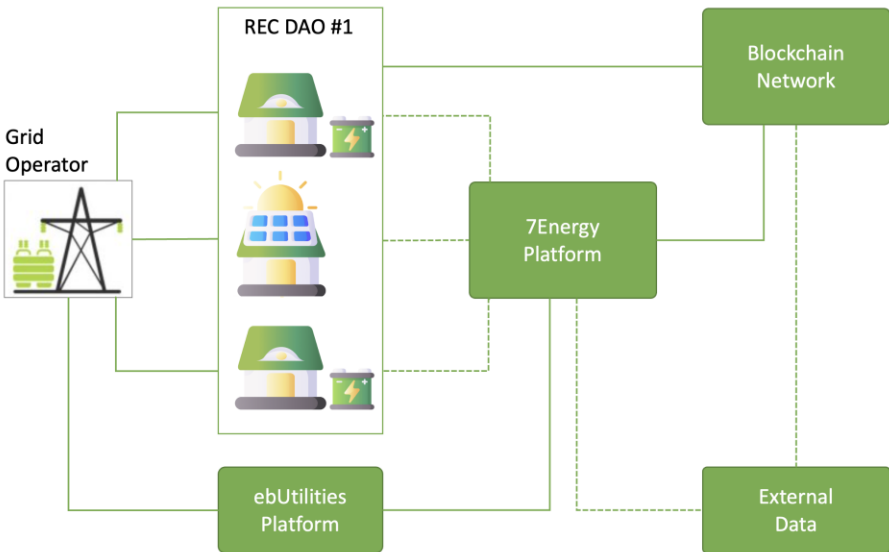 REC DAO #1
Blockchain
Network
Grid
Operator
7Energy
Platform
ebUtilities
Platform
External
Data